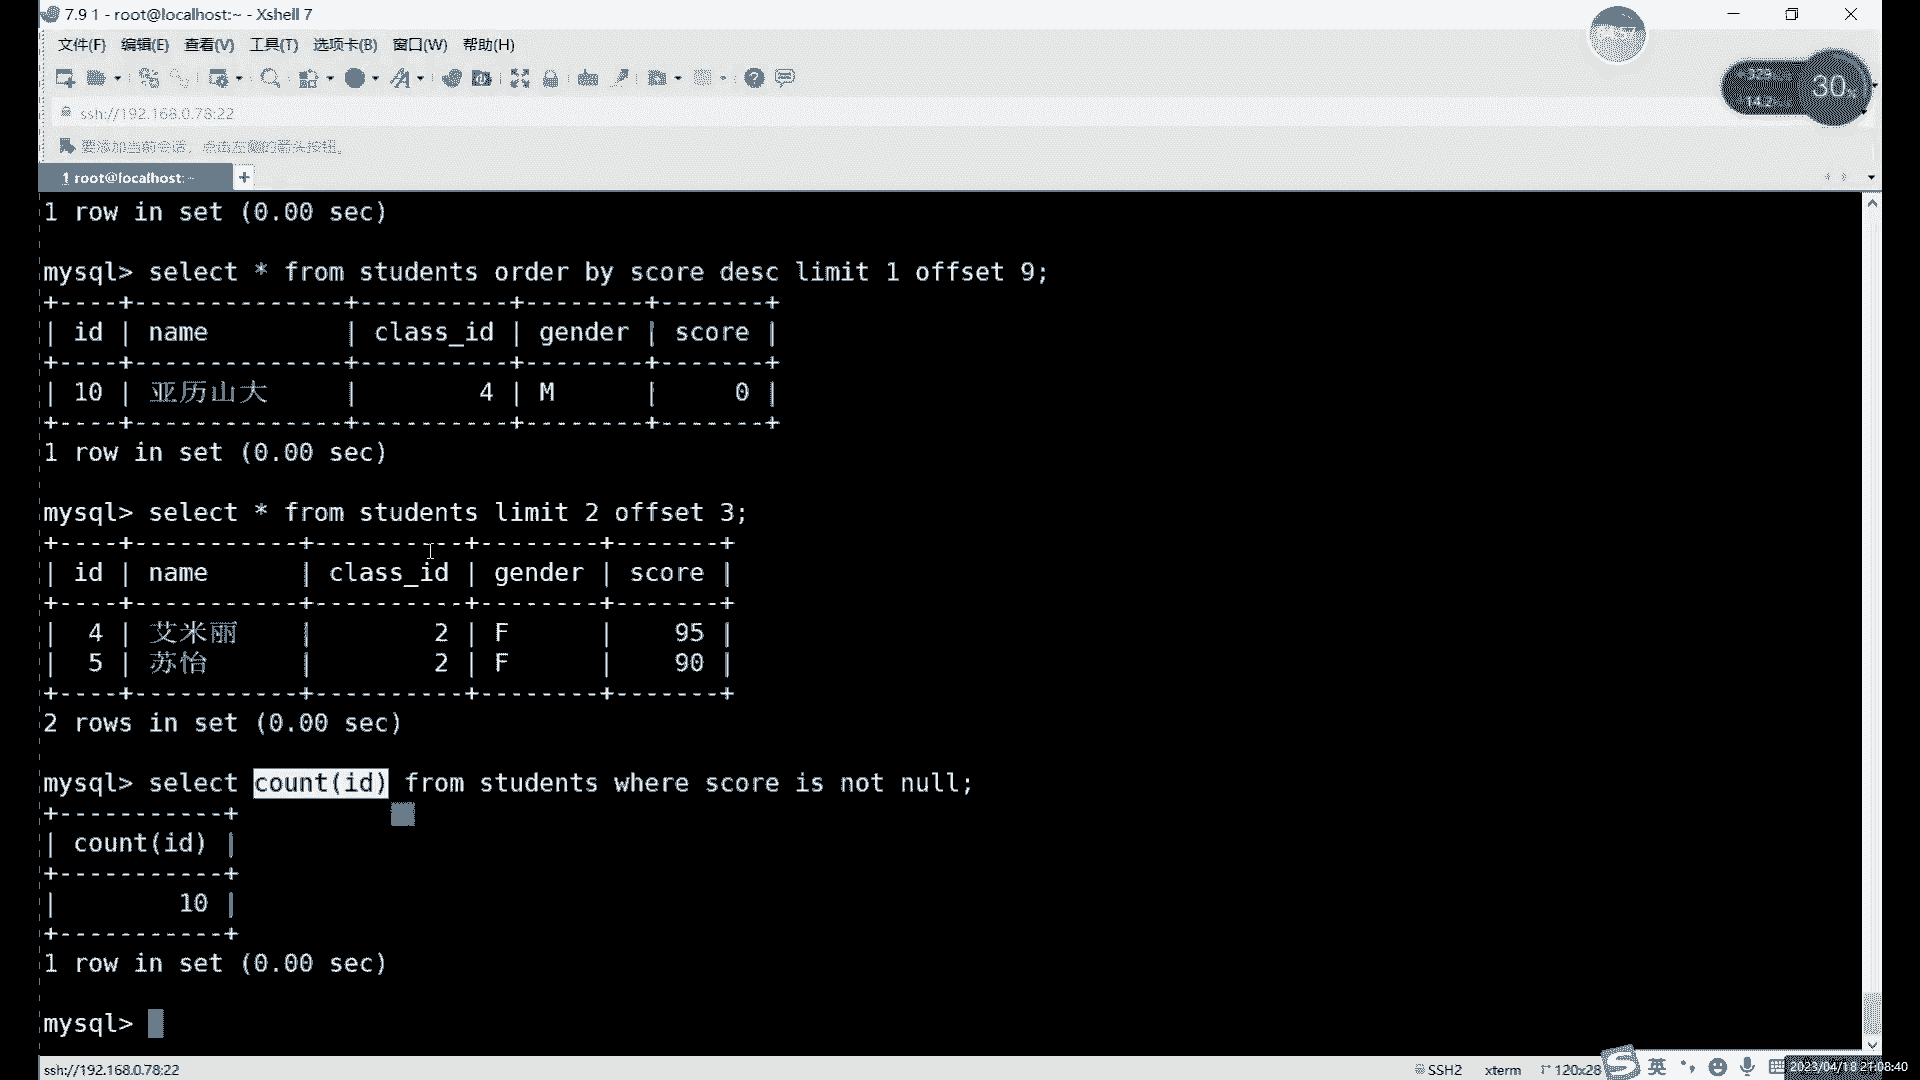 7.9 1 - root@localhost:~ - Xshell 7
文件(F) 编辑(E) 查看(V) 工具(T) 选项卡(B) 窗口(W) 帮助(H)
30%
ssh://192.168.0.78:22
要添加当前会话，点击左侧的箭头按钮。
1 root@localhost:~
1 row in set (0.00 sec)
mysql> select * from students order by score desc limit 1 offset 9;
+----+--------------+----------+--------+-------+
| id | name         | class_id | gender | score |
+----+--------------+----------+--------+-------+
| 10 | 亚历山大     |        4 | M      |     0 |
+----+--------------+----------+--------+-------+
1 row in set (0.00 sec)
mysql> select * from students limit 2 offset 3;
+----+-----------+----------+--------+-------+
| id | name      | class_id | gender | score |
+----+-----------+----------+--------+-------+
|  4 | 艾米丽    |        2 | F      |    95 |
|  5 | 苏怡      |        2 | F      |    90 |
+----+-----------+----------+--------+-------+
2 rows in set (0.00 sec)
mysql> select count(id) from students where score is not null;
+-----------+
| count(id) |
+-----------+
|        10 |
+-----------+
1 row in set (0.00 sec)
mysql>
ssh://192.168.0.78:22 SSH2 xterm 120x28 英 2023/04/18 21:08:40